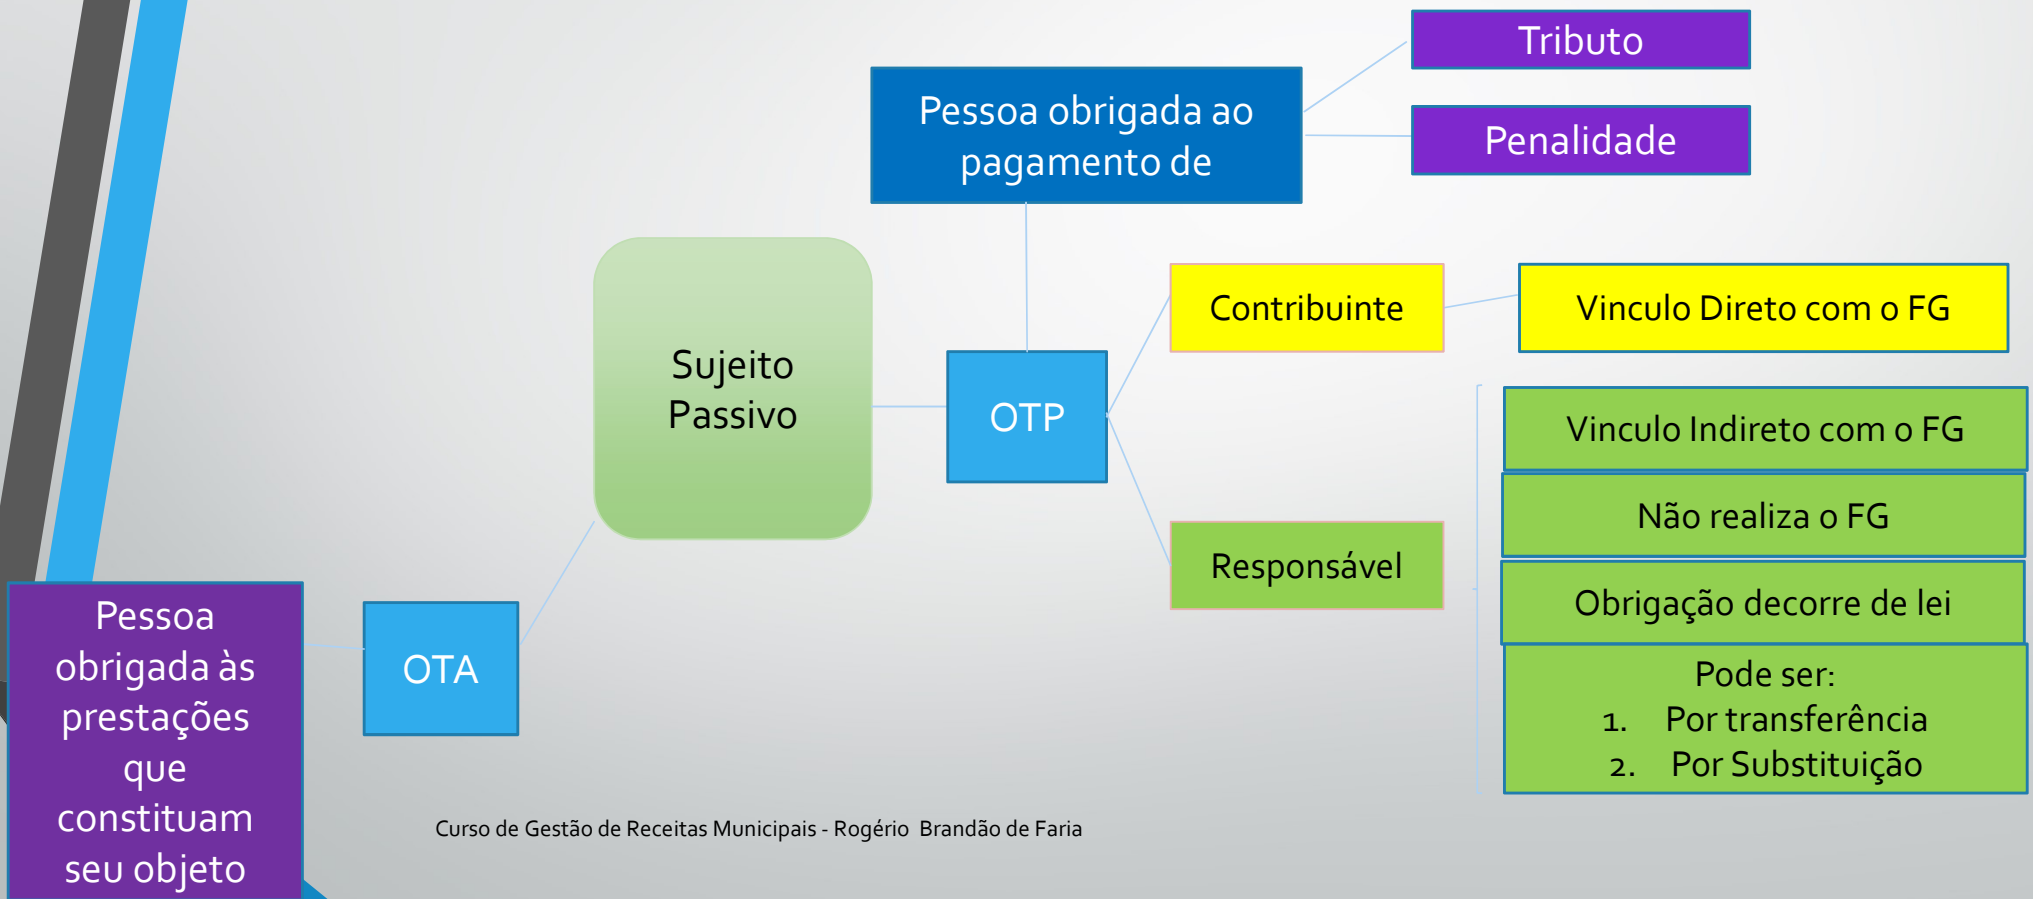 Tributo
Pessoa obrigada ao
pagamento de
Penalidade
Sujeito
Passivo
OTP
Contribuinte
Vinculo Direto com o FG
Responsável
Vinculo Indireto com o FG
Não realiza o FG
Obrigação decorre de lei
Pode ser:
1. Por transferência
2. Por Substituição
OTA
Pessoa
obrigada às
prestações
que
constituam
seu objeto
Curso de Gestão de Receitas Municipais - Rogério Brandão de Faria